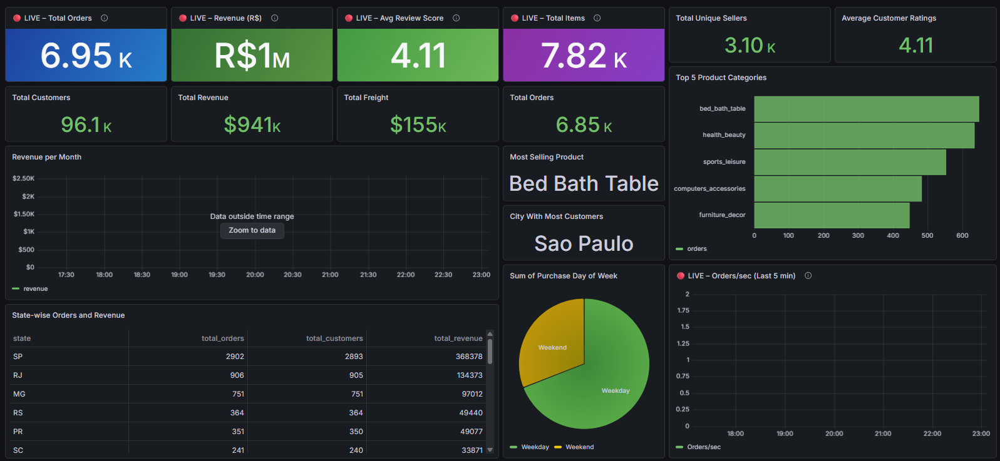 LIVE – Total Orders
6.95 K
LIVE – Revenue (R$)
R$1M
LIVE – Avg Review Score
4.11
LIVE – Total Items
7.82 K
Total Unique Sellers
3.10 K
Average Customer Ratings
4.11
Total Customers
96.1 K
Total Revenue
$941K
Total Freight
$155K
Total Orders
6.85 K
Top 5 Product Categories
bed_bath_table
health_beauty
sports_leisure
computers_accessories
furniture_decor
0 100 200 300 400 500 600
orders
Revenue per Month
$2.50K
$2K
$1.50K
$1K
$500
$0
Data outside time range
Zoom to data
17:30 18:00 18:30 19:00 19:30 20:00 20:30 21:00 21:30 22:00 22:30 23:00
revenue
Most Selling Product
Bed Bath Table
City With Most Customers
Sao Paulo
State-wise Orders and Revenue
state total_orders total_customers total_revenue
SP 2902 2893 368378
RJ 906 905 134373
MG 751 751 97012
RS 364 364 49440
PR 351 350 49077
SC 241 240 33871
Sum of Purchase Day of Week
Weekend
Weekday
Weekday Weekend
LIVE – Orders/sec (Last 5 min)
2
1.75
1.5
1.25
1
0.75
0.5
0.25
0
18:00 19:00 20:00 21:00 22:00 23:00
Orders/sec